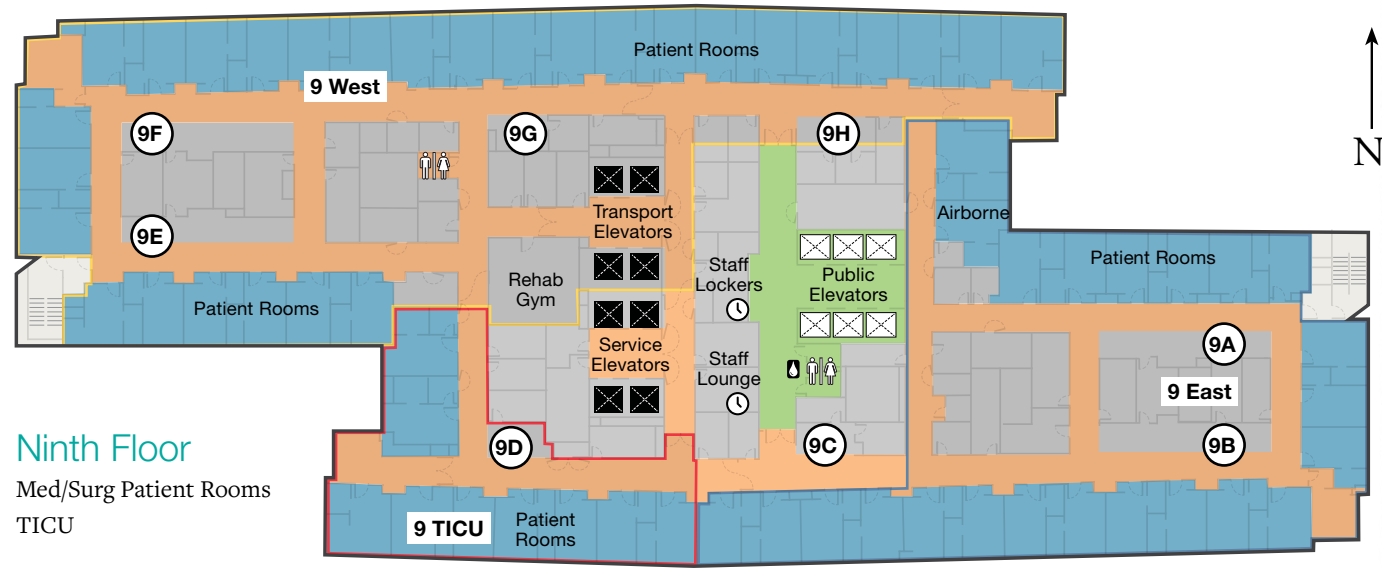 Patient Rooms
9 West
N
9F
9G
9H
Transport
Elevators
Airborne
9E
Staff
Lockers
Public
Elevators
Patient Rooms
Rehab
Gym
Patient Rooms
Service
Elevators
Staff
Lounge
9A
9 East
9D
9C
9B
Ninth Floor
Med/Surg Patient Rooms
TICU
9 TICU
Patient
Rooms